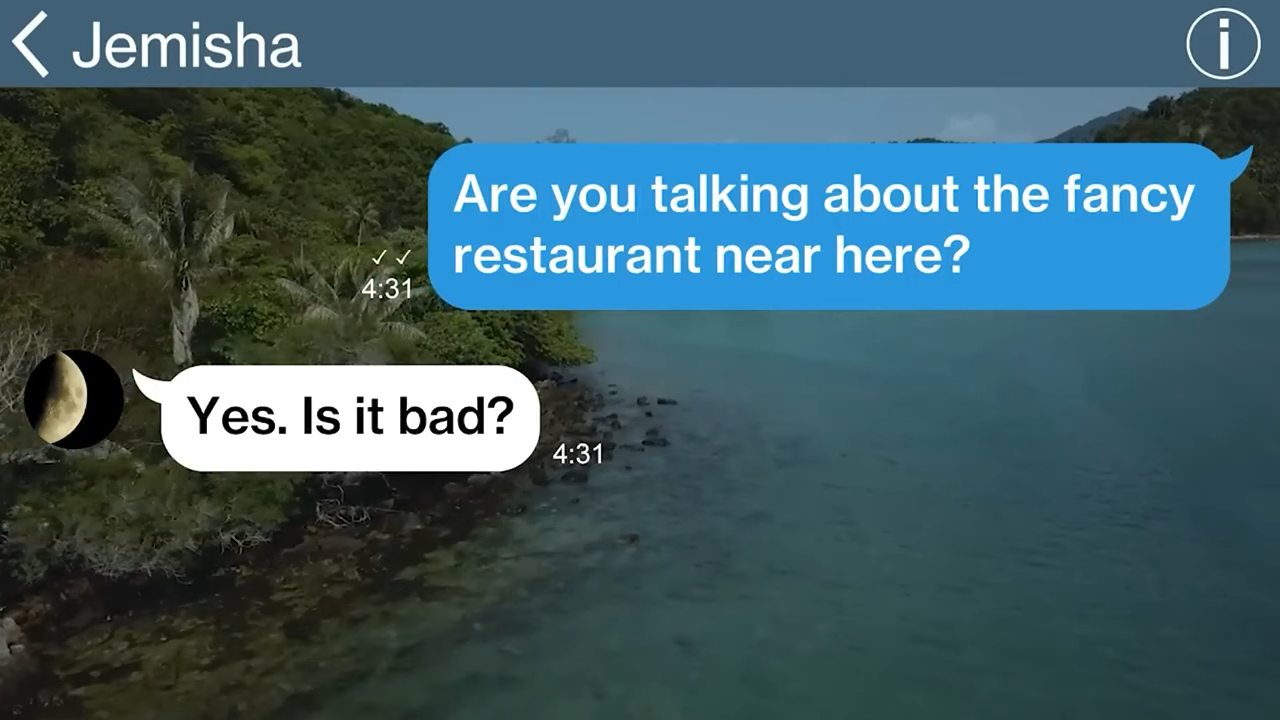 Jemisha
Are you talking about the fancy
restaurant near here?
✓✓
4:31
Yes. Is it bad?
4:31